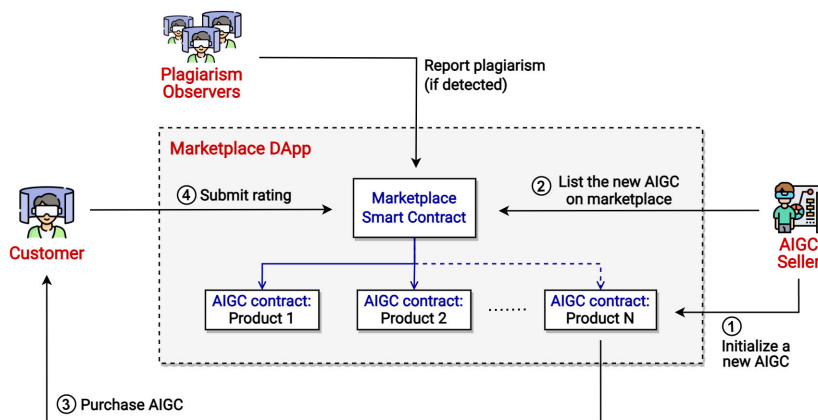 Plagiarism
Observers
Report plagiarism
(if detected)
Marketplace DApp
④ Submit rating
Marketplace
Smart Contract
② List the new AIGC
on marketplace
Customer
AIGC
Seller
AIGC contract:
Product 1
AIGC contract:
Product 2
......
AIGC contract:
Product N
①
Initialize a
new AIGC
③ Purchase AIGC